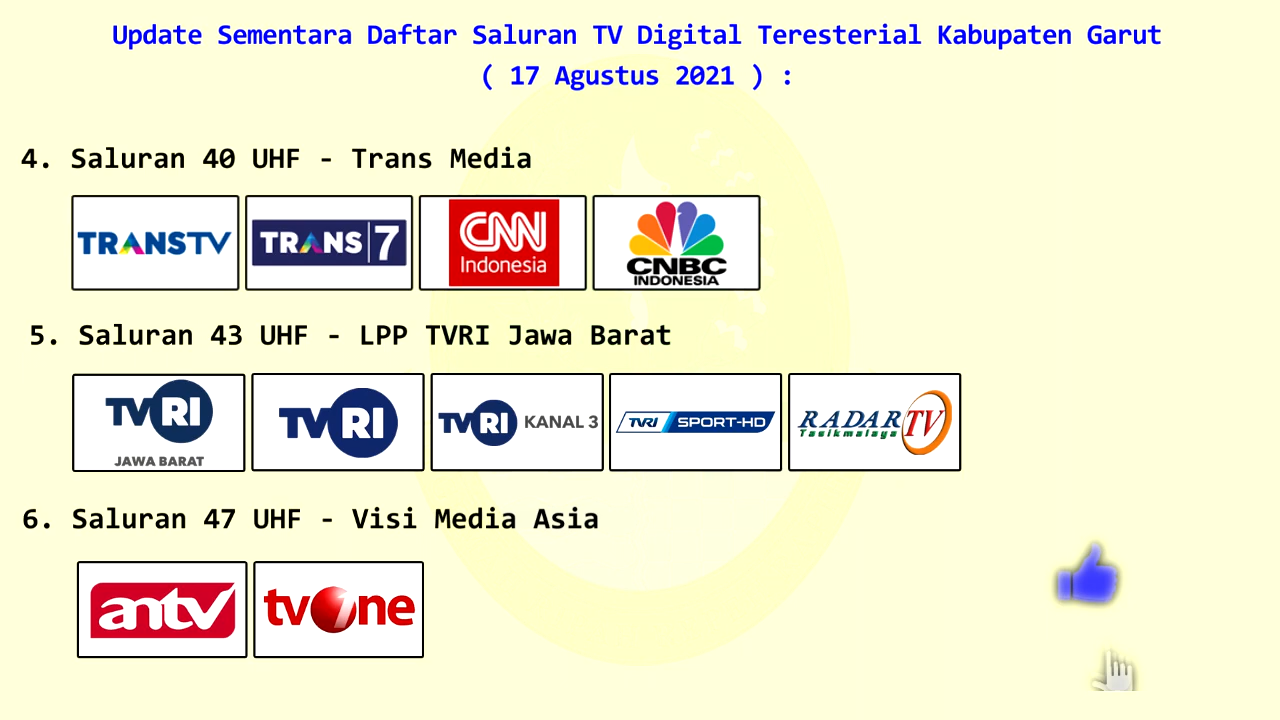 Update Sementara Daftar Saluran TV Digital Teresterial Kabupaten Garut
( 17 Agustus 2021 ) :
4. Saluran 40 UHF - Trans Media
TRANSTV
TRANS 7
CNN
Indonesia
CNBC
INDONESIA
5. Saluran 43 UHF - LPP TVRI Jawa Barat
TVRI
JAWA BARAT
TVRI
TVRI KANAL 3
TVRI SPORT-HD
RADAR TV
Tasikmalaya
6. Saluran 47 UHF - Visi Media Asia
antv
tvOne